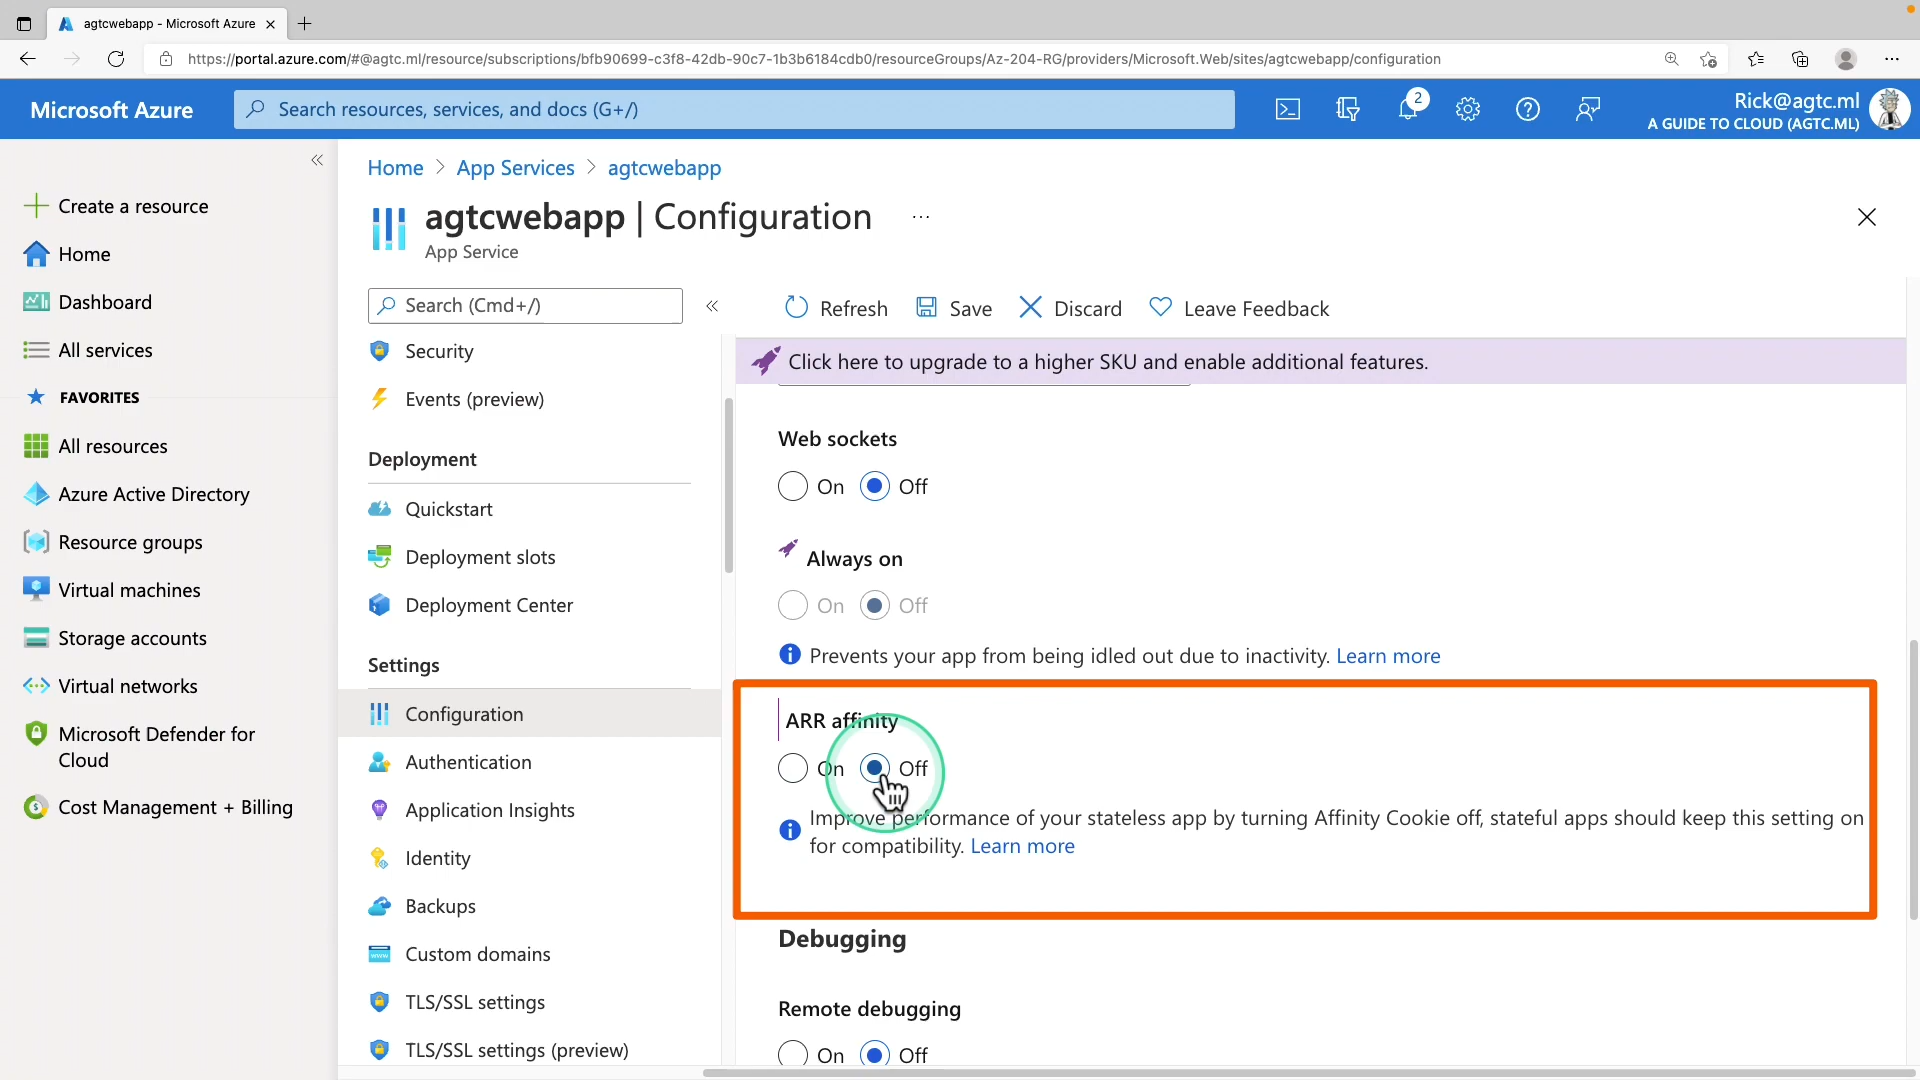 agtcwebapp - Microsoft Azure
https://portal.azure.com/#@agtc.ml/resource/subscriptions/bfb90699-c3f8-42db-90c7-1b3b6184cdb0/resourceGroups/Az-204-RG/providers/Microsoft.Web/sites/agtcwebapp/configuration
Microsoft Azure
Search resources, services, and docs (G+/)
2
Rick@agtc.ml
A GUIDE TO CLOUD (AGTC.ML)
Create a resource
Home
Dashboard
All services
FAVORITES
All resources
Azure Active Directory
Resource groups
Virtual machines
Storage accounts
Virtual networks
Microsoft Defender for
Cloud
Cost Management + Billing
Home > App Services > agtcwebapp
agtcwebapp | Configuration ...
App Service
Search (Cmd+/)
Security
Events (preview)
Deployment
Quickstart
Deployment slots
Deployment Center
Settings
Configuration
Authentication
Application Insights
Identity
Backups
Custom domains
TLS/SSL settings
TLS/SSL settings (preview)
Refresh Save Discard Leave Feedback
Click here to upgrade to a higher SKU and enable additional features.
Web sockets
On Off
Always on
On Off
Prevents your app from being idled out due to inactivity. Learn more
ARR affinity
On Off
Improve performance of your stateless app by turning Affinity Cookie off, stateful apps should keep this setting on
for compatibility. Learn more
Debugging
Remote debugging
On Off